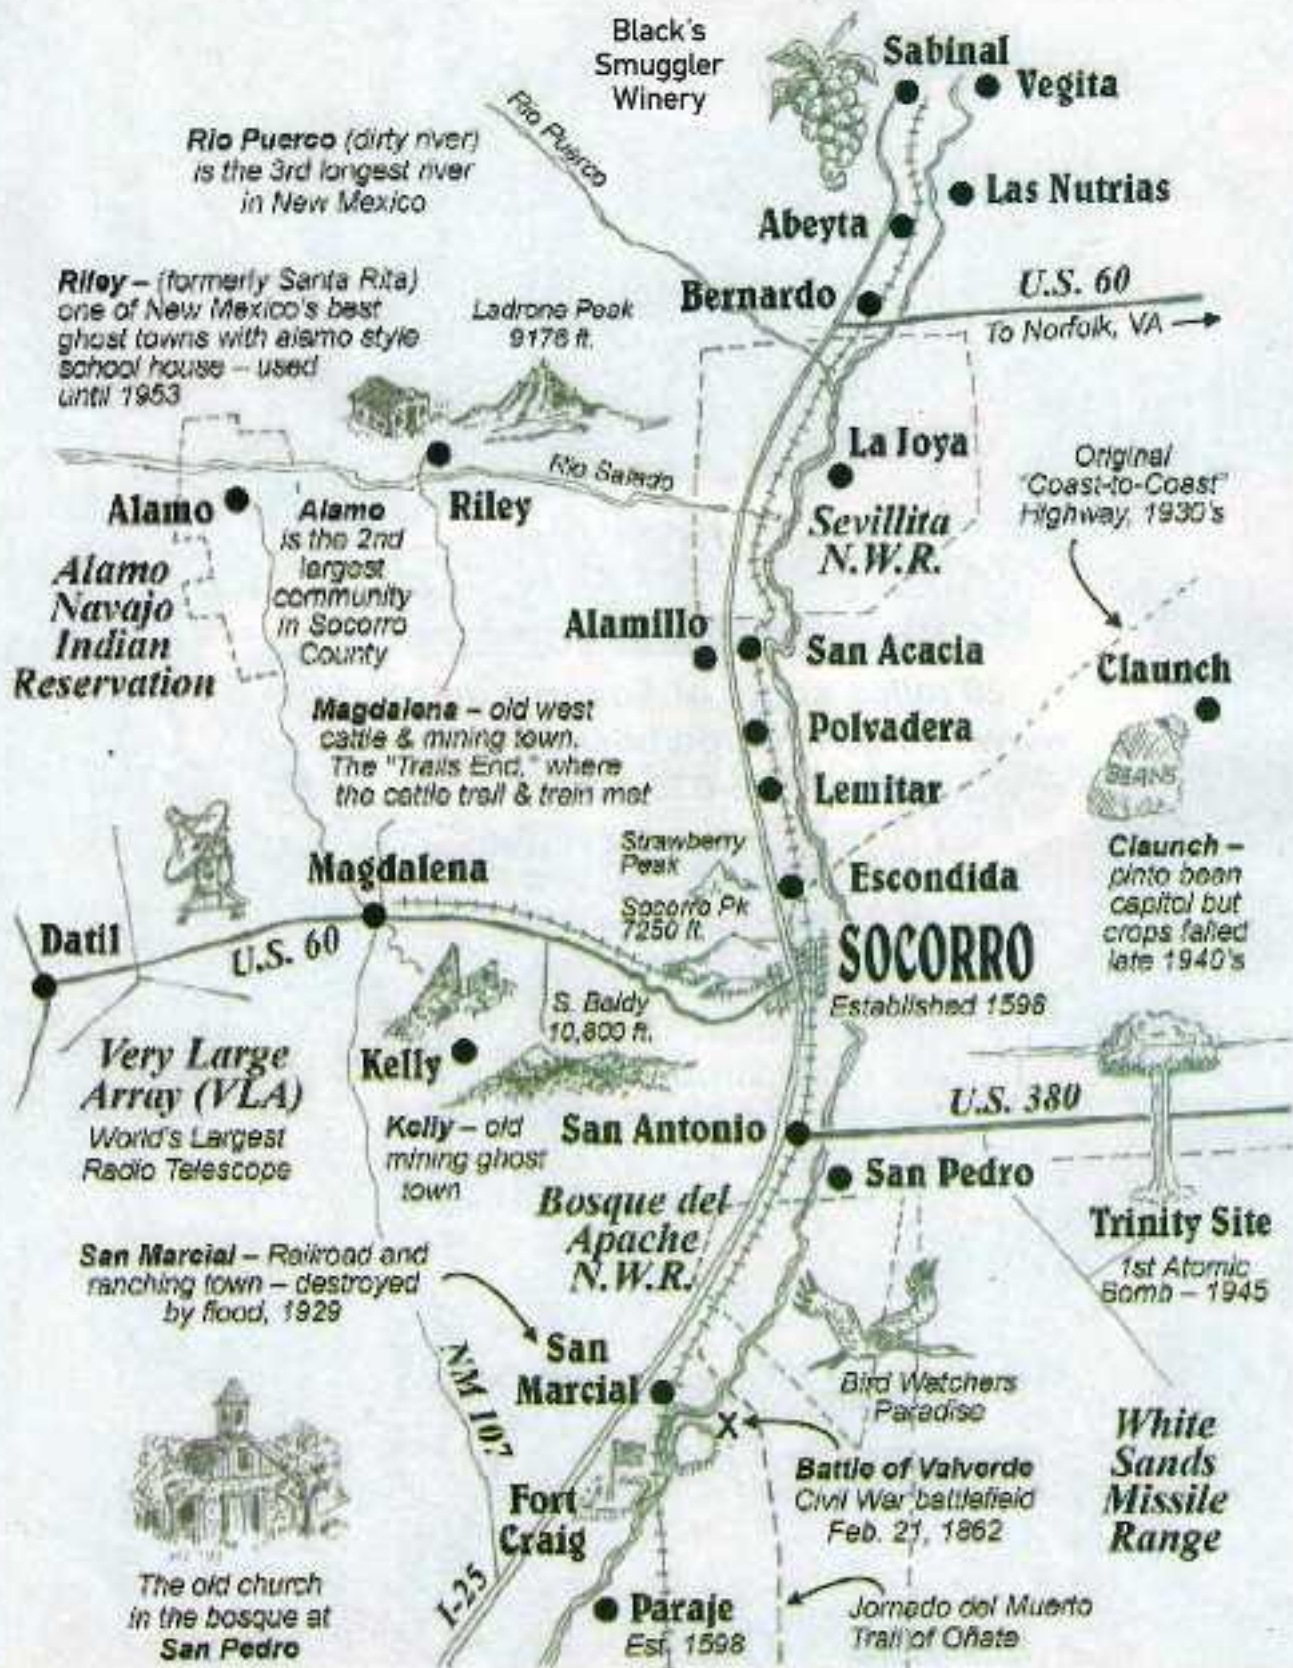 Black's
Smuggler
Winery
Sabinal
Vegita
Rio Puerco
Rio Puerco (dirty river)
is the 3rd longest river
in New Mexico
Las Nutrias
Abeyta
Riley – (formerly Santa Rita)
one of New Mexico's best
ghost towns with alamo style
school house – used
until 1953
Ladrone Peak
9176 ft.
Bernardo
U.S. 60
To Norfolk, VA
La Joya
Original
"Coast-to-Coast"
Highway, 1930's
Rio Salado
Alamo
Riley
Alamo
is the 2nd
largest
community
in Socorro
County
Sevillita
N.W.R.
Alamo
Navajo
Indian
Reservation
Alamillo
San Acacia
Claunch
Magdalena – old west
cattle & mining town.
The "Trails End," where
the cattle trail & train met
Polvadera
Lemitar
BEANS
Strawberry
Peak
Claunch –
pinto bean
capitol but
crops failed
late 1940's
Magdalena
Escondida
Socorro Pk
7250 ft.
Datil
U.S. 60
SOCORRO
Established 1598
S. Baldy
10,800 ft.
Very Large
Array (VLA)
World's Largest
Radio Telescope
Kelly
Kelly – old
mining ghost
town
U.S. 380
San Antonio
San Pedro
Bosque del
Apache
N.W.R.
Trinity Site
1st Atomic
Bomb – 1945
San Marcial – Railroad and
ranching town – destroyed
by flood, 1929
San
Marcial
NM 107
Bird Watchers
Paradise
X
White
Sands
Missile
Range
Battle of Valverde
Civil War battlefield
Feb. 21, 1862
Fort
Craig
The old church
in the bosque at
San Pedro
I-25
Paraje
Est. 1598
Jornado del Muerto
Trail of Oñate